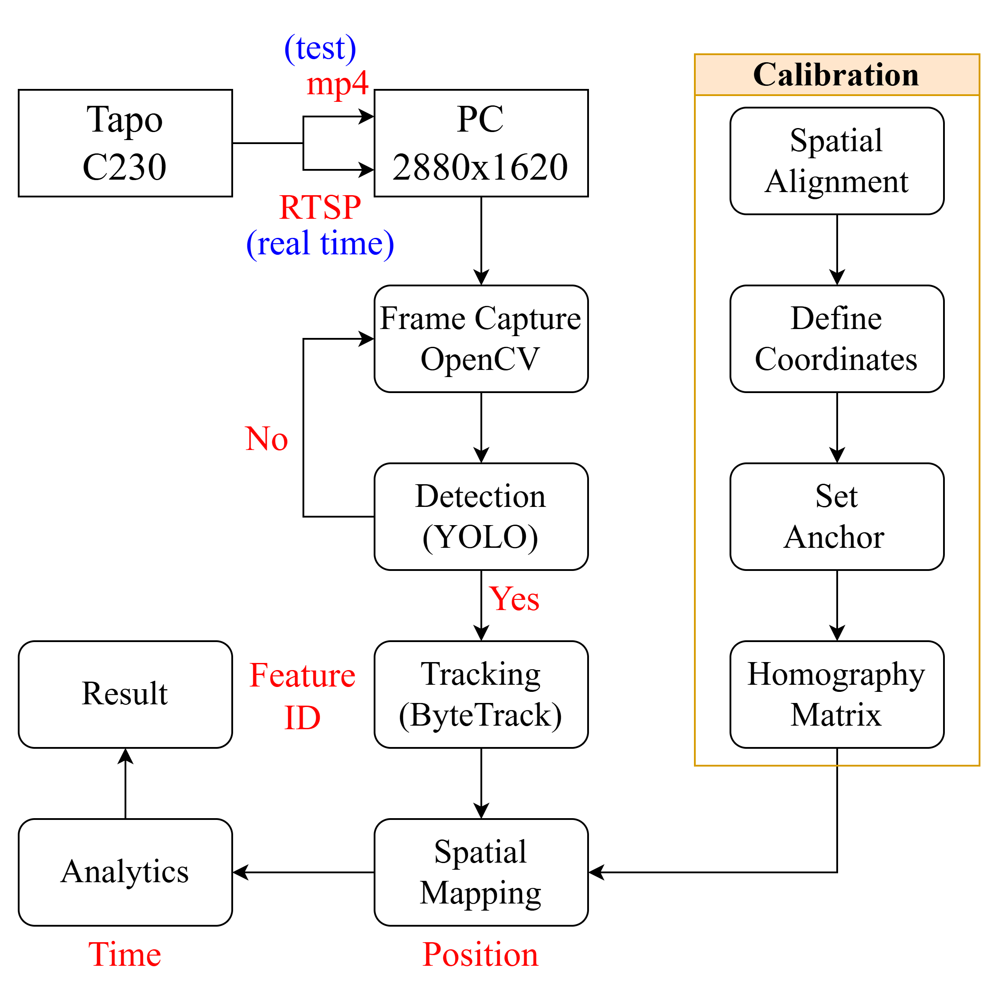 (test)
mp4
Tapo
C230
PC
2880x1620
RTSP
(real time)
Frame Capture
OpenCV
No
Detection
(YOLO)
Yes
Tracking
(ByteTrack)
Feature
ID
Result
Analytics
Time
Spatial
Mapping
Position
Calibration
Spatial
Alignment
Define
Coordinates
Set
Anchor
Homography
Matrix